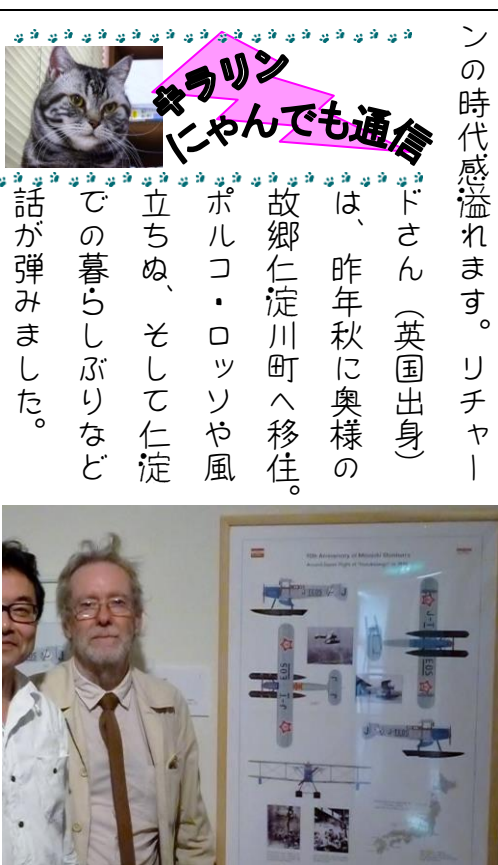 キラリン
にゃんでも通信
ンの時代感溢れます。リチャー
ドさん（英国出身）
は、昨年秋に奥様の
故郷仁淀川町へ移住。
ポルコ・ロッソや風
立ちぬ、そして仁淀
での暮らしぶりなど
話が弾みました。
J-BEOS